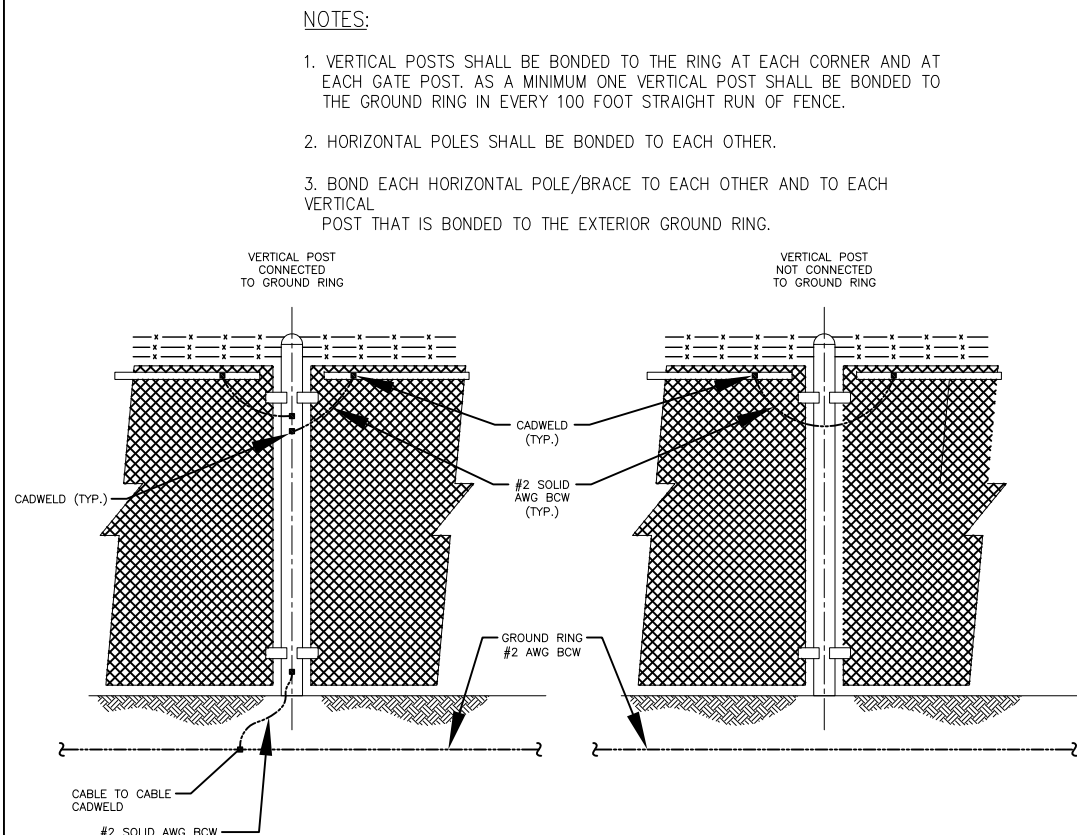 NOTES:
1. VERTICAL POSTS SHALL BE BONDED TO THE RING AT EACH CORNER AND AT
EACH GATE POST. AS A MINIMUM ONE VERTICAL POST SHALL BE BONDED TO
THE GROUND RING IN EVERY 100 FOOT STRAIGHT RUN OF FENCE.
2. HORIZONTAL POLES SHALL BE BONDED TO EACH OTHER.
3. BOND EACH HORIZONTAL POLE/BRACE TO EACH OTHER AND TO EACH
VERTICAL
POST THAT IS BONDED TO THE EXTERIOR GROUND RING.
VERTICAL POST
CONNECTED
TO GROUND RING
VERTICAL POST
NOT CONNECTED
TO GROUND RING
CADWELD
(TYP.)
CADWELD (TYP.)
#2 SOLID
AWG BCW
(TYP.)
GROUND RING
#2 AWG BCW
CABLE TO CABLE
CADWELD
#2 SOLID AWG BCW